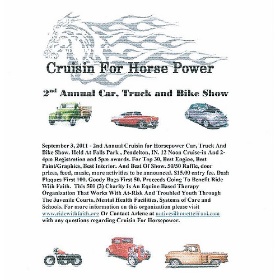 Cruisin For Horse Power
2nd Annual Car, Truck and Bike Show
September 3, 2011 - 2nd Annual Cruisin for Horsepower Car, Truck And
Bike Show. Held At Falls Park, Pendelton, IN. 12 Noon Cruise-in And 2-
4pm Registration and 5pm awards. For Top 30, Best Engine, Best
Paint/Graphics, Best Interior. And Best Of Show. 50/50 Raffle, door
prizes, food, music, more activities to be announced. $15.00 entry fee. Dash
Plaques First 100, Goody Bags First 50. Proceeds Going To Benefit Ride
With Faith. This 501 (3) Charity Is An Equine Based Therapy
Organization That Works With At-Risk And Troubled Youth Through
The Juvenile Courts, Mental Health Facilities, Systems of Care and
Schools. For more information on this organization please visit
www.ridewithfaith.org Or Contact Arlene at
with any questions regarding Cruisin For Horsepower.